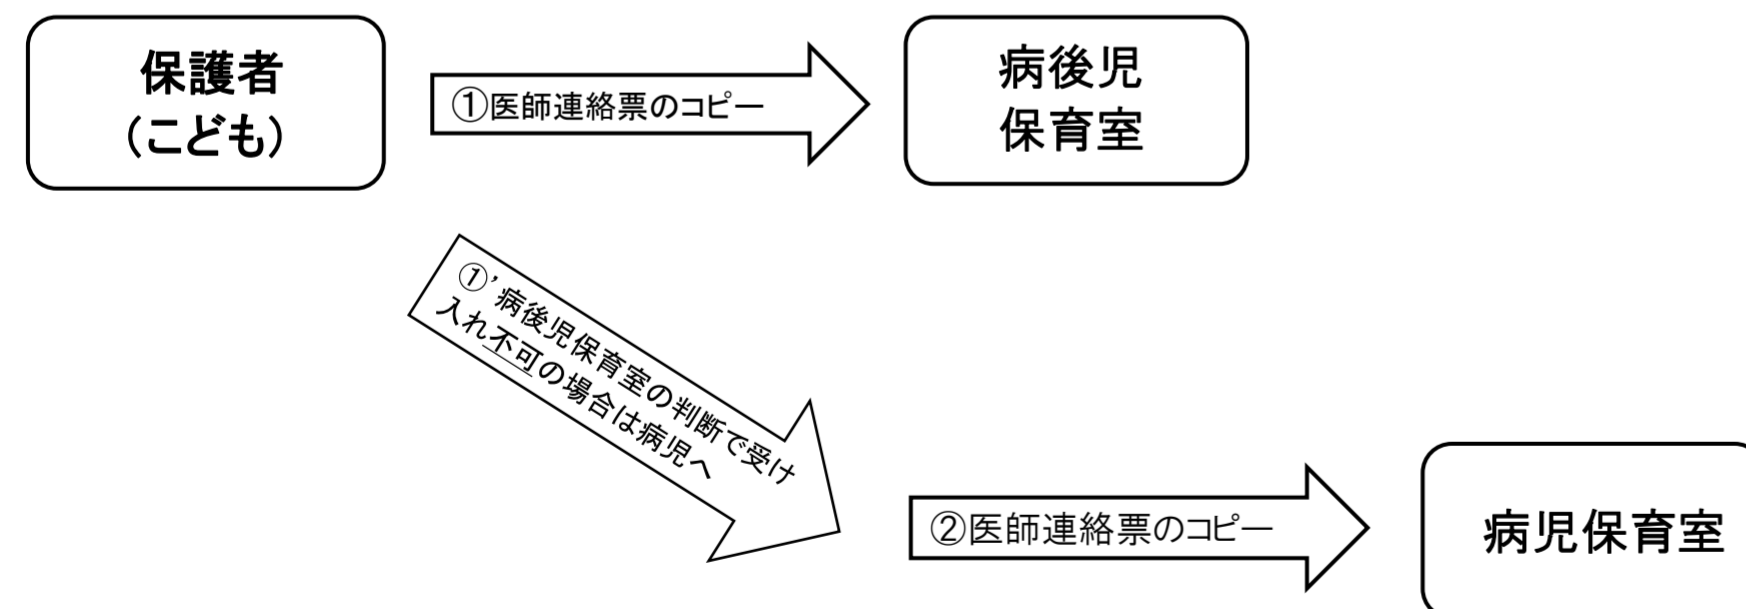 保護者
(こども)
①医師連絡票のコピー
病後児
保育室
①’病後児保育室の判断で受け
入れ不可の場合は病児へ
②医師連絡票のコピー
病児保育室